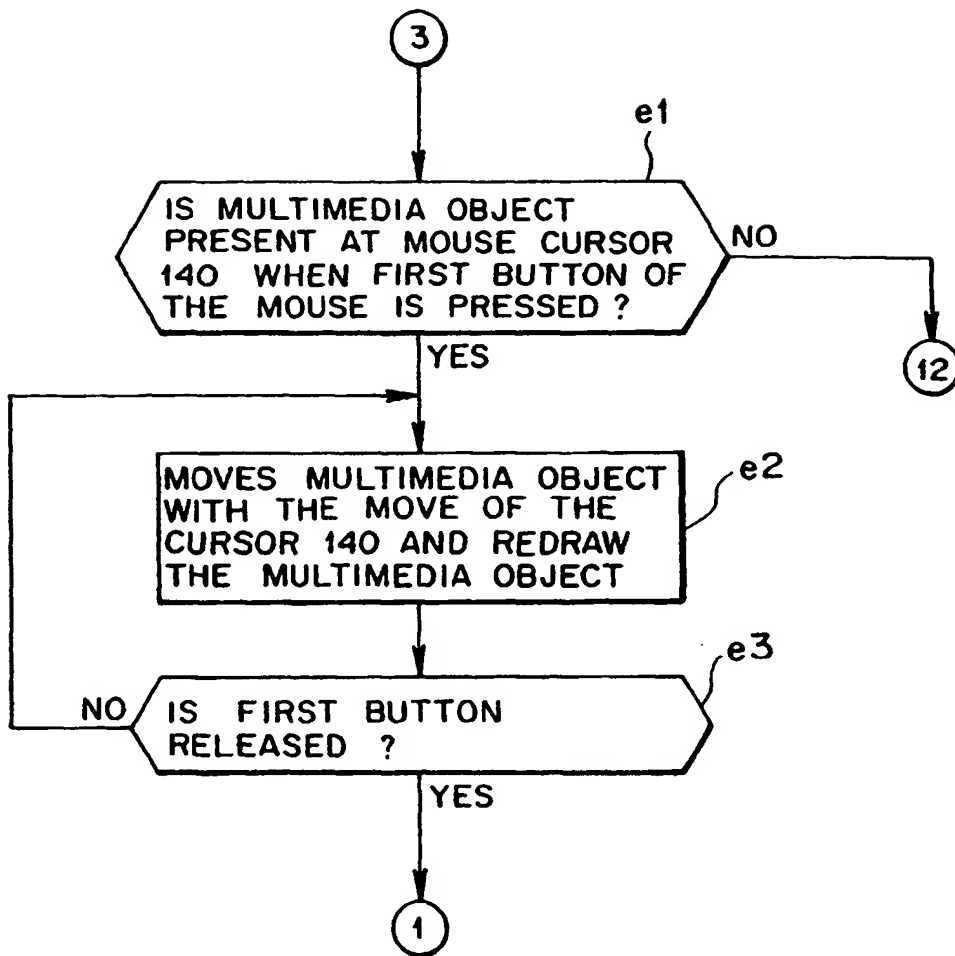 3
e1
IS MULTIMEDIA OBJECT
PRESENT AT MOUSE CURSOR
140 WHEN FIRST BUTTON OF
THE MOUSE IS PRESSED ?
NO
YES
12
MOVES MULTIMEDIA OBJECT
WITH THE MOVE OF THE
CURSOR 140 AND REDRAW
THE MULTIMEDIA OBJECT
e2
e3
NO
IS FIRST BUTTON
RELEASED ?
YES
1